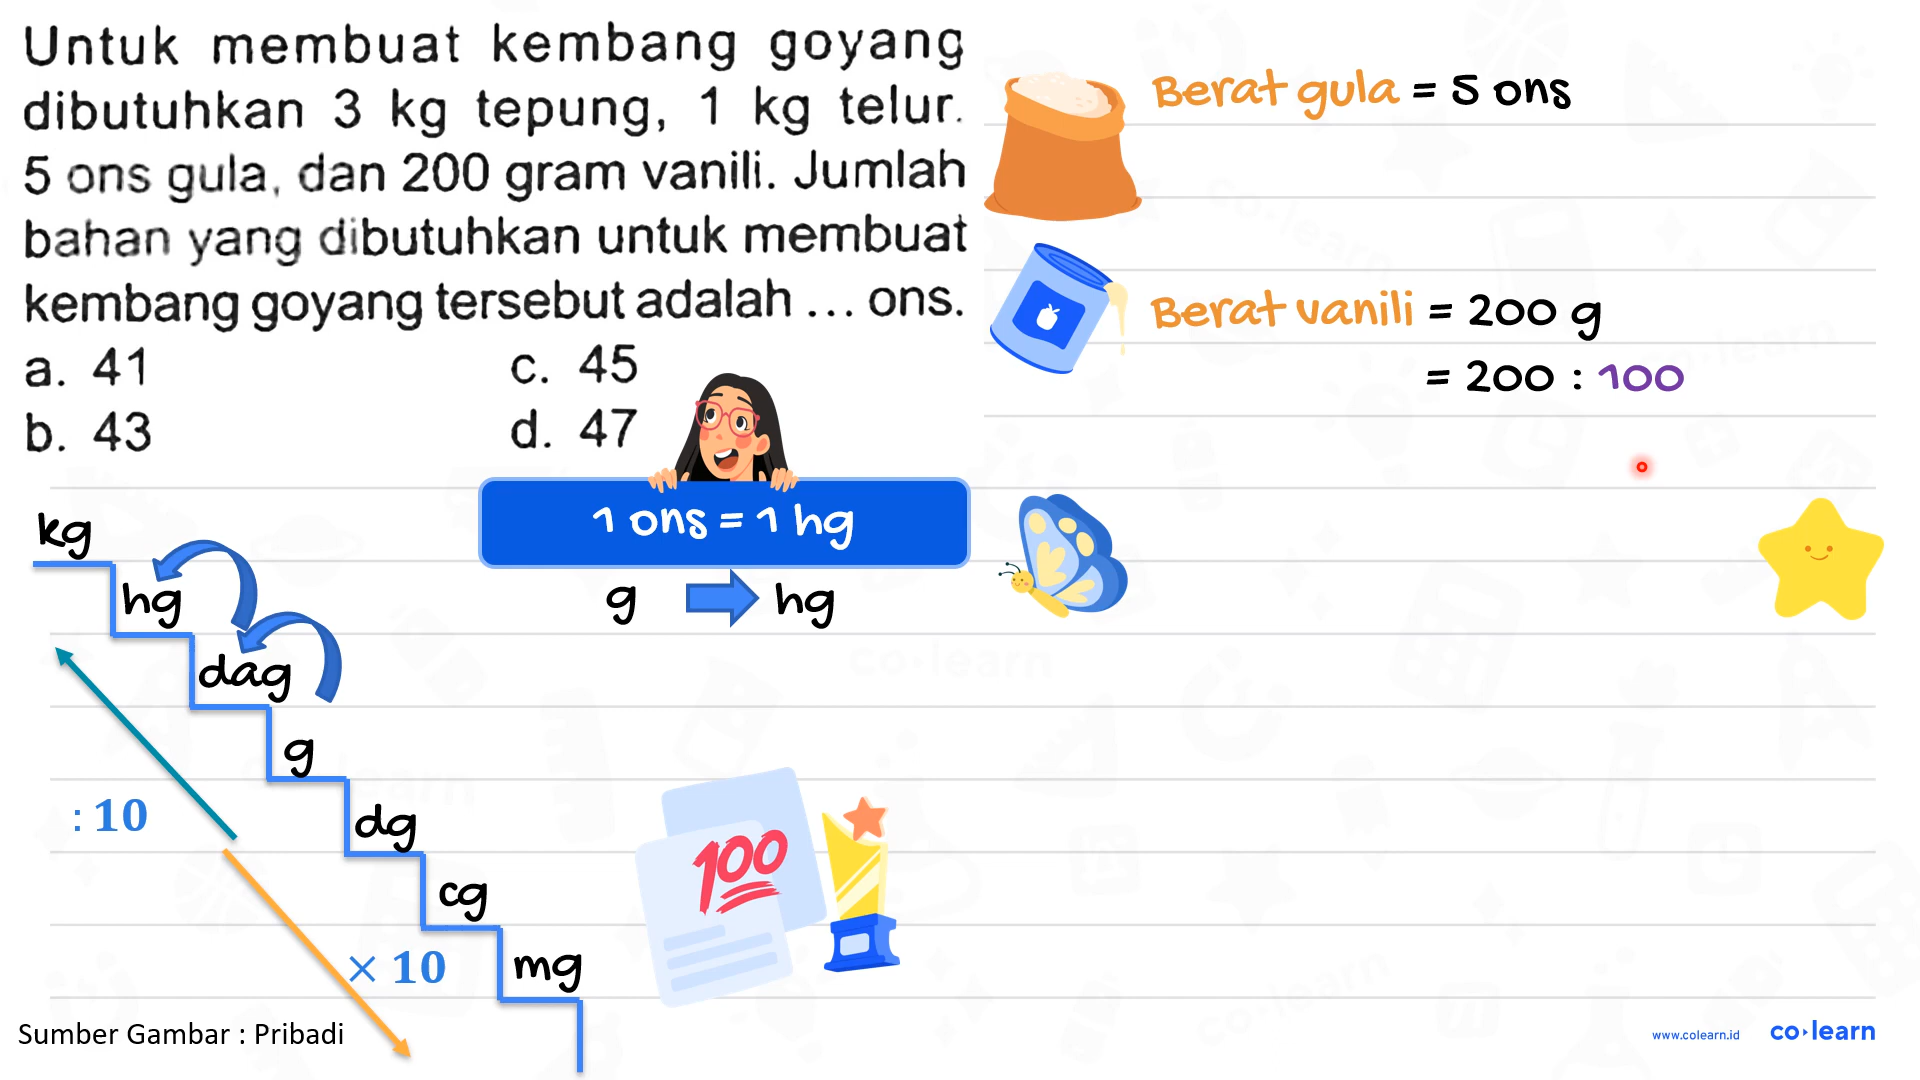 Untuk membuat kembang goyang
dibutuhkan 3 kg tepung, 1 kg telur.
5 ons gula, dan 200 gram vanili. Jumlah
bahan yang dibutuhkan untuk membuat
kembang goyang tersebut adalah ... ons.
a. 41
c. 45
b. 43
d. 47
Berat gula = 5 ons
Berat vanili = 200 g
= 200 : 100
1 ons = 1 hg
g
hg
kg
hg
dag
g
dg
cg
mg
: 10
× 10
100
Sumber Gambar : Pribadi
www.colearn.id
co learn